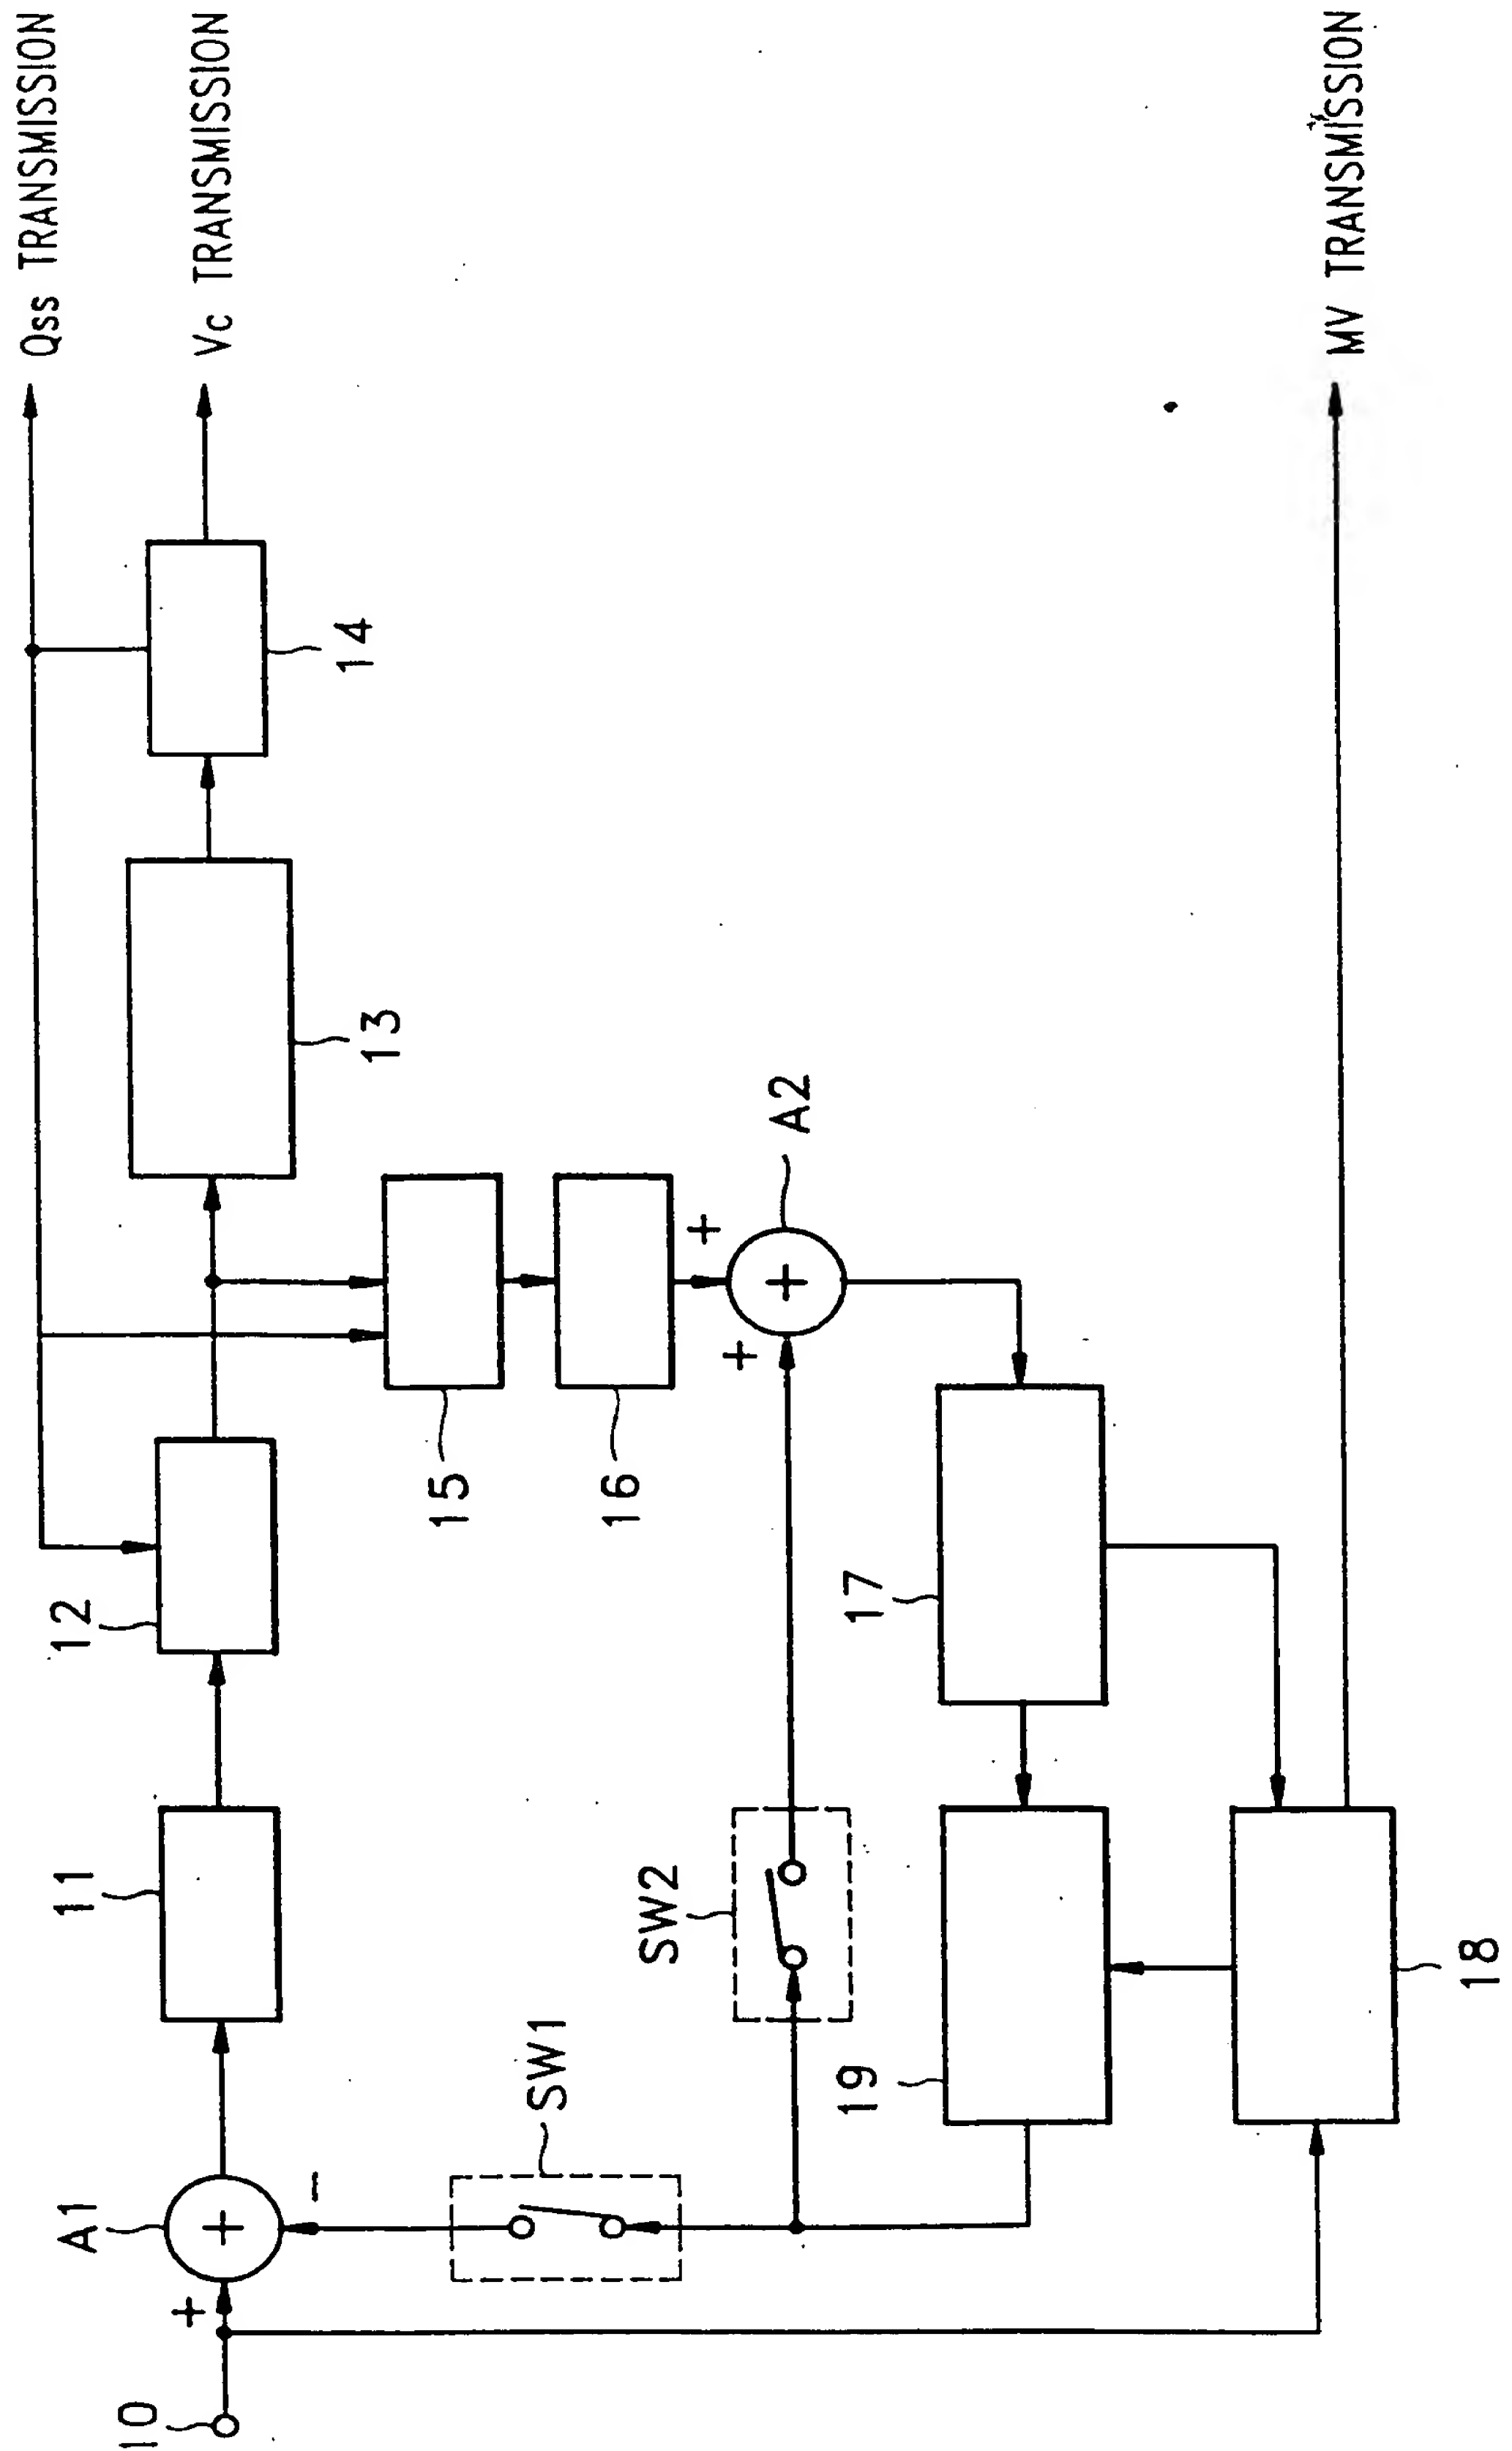 Qss TRANSMISSION
Vc TRANSMISSION
14
13
12
11
A1
+
+
-
10
15
16
+
+
+
A2
SW1
SW2
17
19
18
MV TRANSMISSION